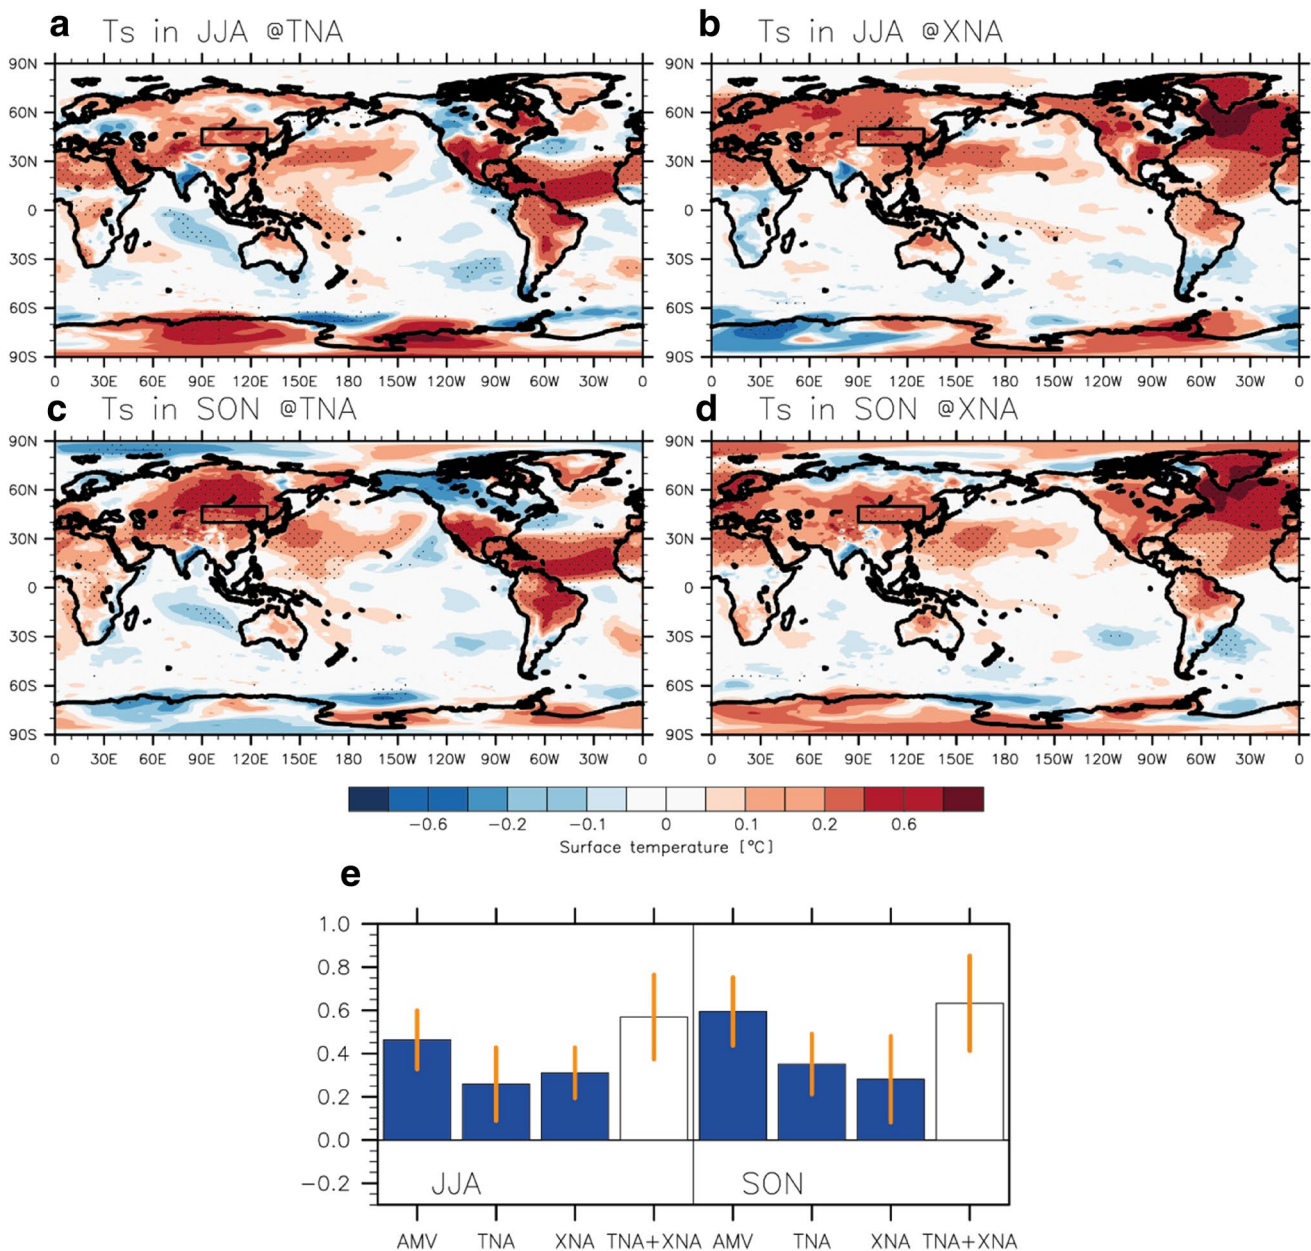 a Ts in JJA @TNA
b Ts in JJA @XNA
90N
60N
30N
0
30S
60S
90S
0 30E 60E 90E 120E 150E 180 150W 120W 90W 60W 30W 0
90N
60N
30N
0
30S
60S
90S
0 30E 60E 90E 120E 150E 180 150W 120W 90W 60W 30W 0
c Ts in SON @TNA
d Ts in SON @XNA
90N
60N
30N
0
30S
60S
90S
0 30E 60E 90E 120E 150E 180 150W 120W 90W 60W 30W 0
90N
60N
30N
0
30S
60S
90S
0 30E 60E 90E 120E 150E 180 150W 120W 90W 60W 30W 0
−0.6 −0.2 −0.1 0 0.1 0.2 0.6
Surface temperature [°C]
e
1.0
0.8
0.6
0.4
0.2
0.0
−0.2
JJA SON
AMV TNA XNA TNA+XNA AMV TNA XNA TNA+XNA